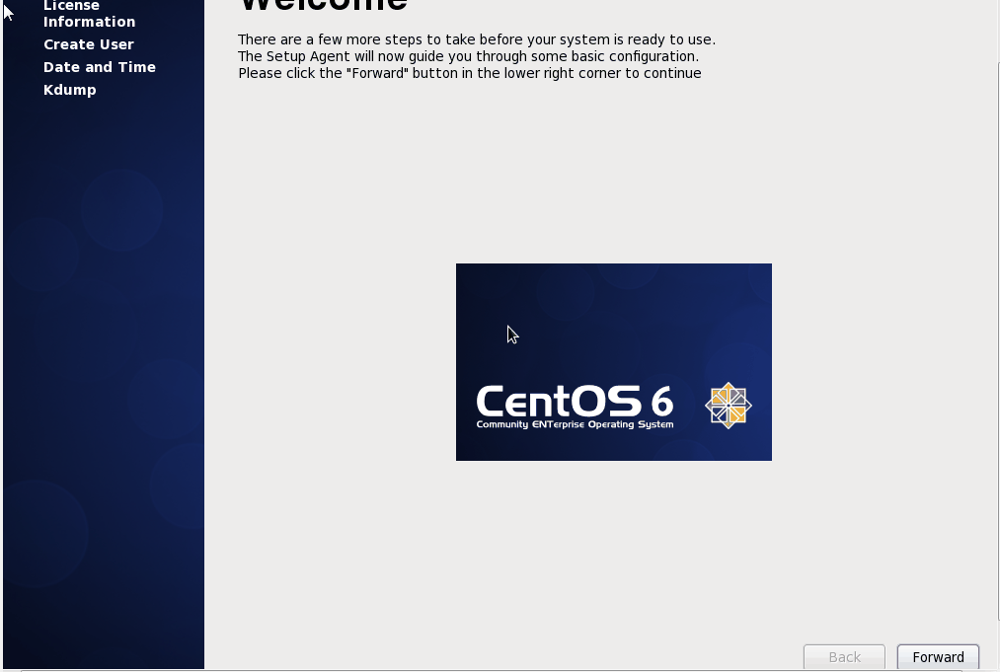 License
Information
Create User
Date and Time
Kdump
Welcome
There are a few more steps to take before your system is ready to use.
The Setup Agent will now guide you through some basic configuration.
Please click the "Forward" button in the lower right corner to continue
CentOS 6
Community ENTerprise Operating System
Back
Forward